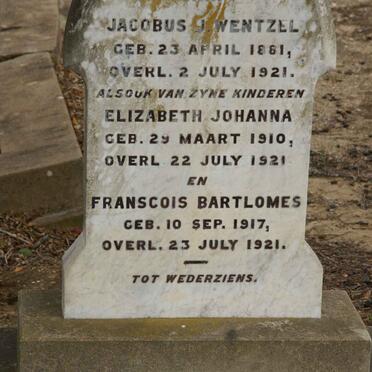 JACOBUS J. WENTZEL
GEB. 23 APRIL 1881,
OVERL. 2 JULY 1921.
ALSOOK VAN ZYNE KINDEREN
ELIZABETH JOHANNA
GEB. 29 MAART 1910,
OVERL 22 JULY 1921
EN
FRANSCOIS BARTLOMES
GEB. 10 SEP. 1917,
OVERL. 23 JULY 1921.
TOT WEDERZIENS.